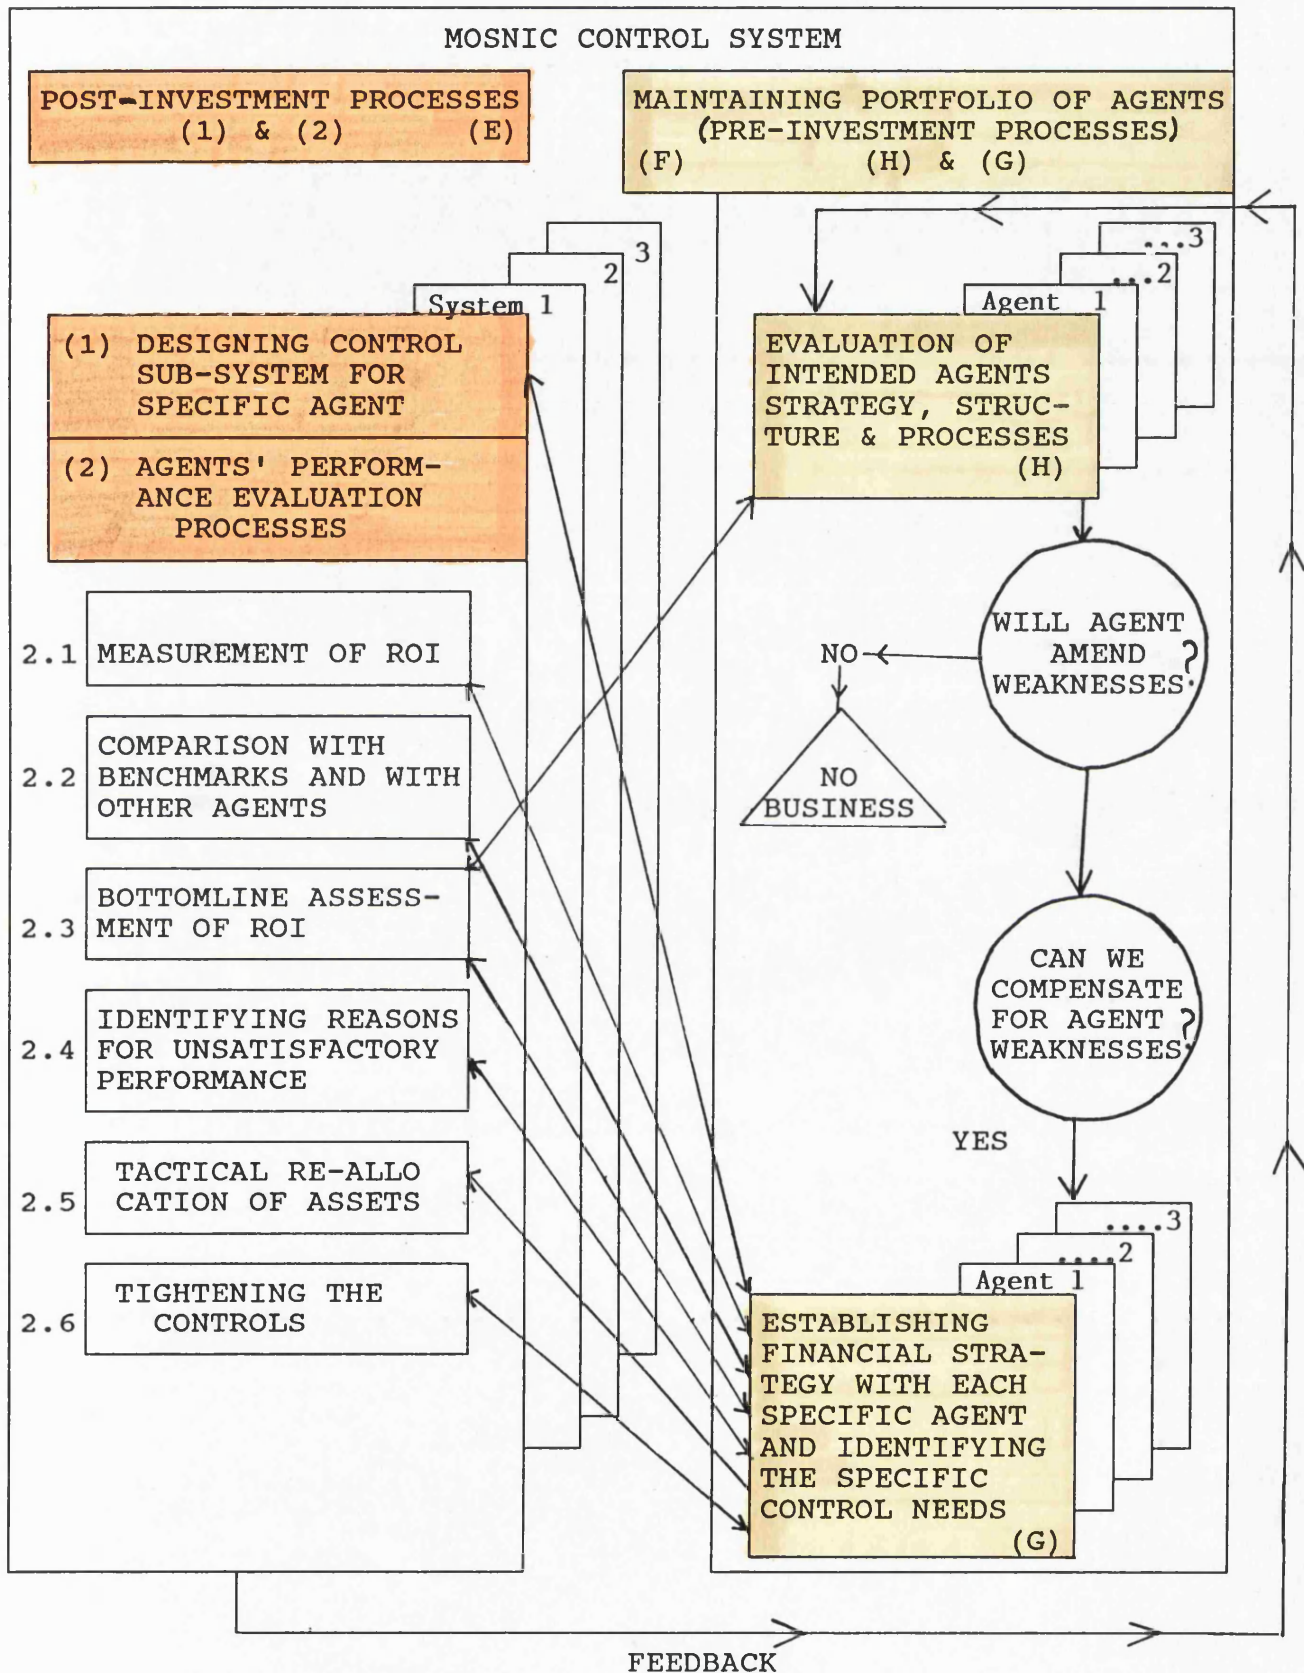 MOSNIC CONTROL SYSTEM
POST-INVESTMENT PROCESSES
(1) & (2) (E)
MAINTAINING PORTFOLIO OF AGENTS
(PRE-INVESTMENT PROCESSES)
(F) (H) & (G)
3
2
System 1
(1) DESIGNING CONTROL
SUB-SYSTEM FOR
SPECIFIC AGENT
(2) AGENTS' PERFORM-
ANCE EVALUATION
PROCESSES
2.1 MEASUREMENT OF ROI
2.2 COMPARISON WITH
BENCHMARKS AND WITH
OTHER AGENTS
2.3 BOTTOMLINE ASSESS-
MENT OF ROI
2.4 IDENTIFYING REASONS
FOR UNSATISFACTORY
PERFORMANCE
2.5 TACTICAL RE-ALLO
CATION OF ASSETS
2.6 TIGHTENING THE
CONTROLS
...3
...2
Agent 1
EVALUATION OF
INTENDED AGENTS
STRATEGY, STRUC-
TURE & PROCESSES
(H)
WILL AGENT
AMEND
WEAKNESSES?
NO
NO
BUSINESS
CAN WE
COMPENSATE
FOR AGENT
WEAKNESSES?
YES
....3
....2
Agent 1
ESTABLISHING
FINANCIAL STRA-
TEGY WITH EACH
SPECIFIC AGENT
AND IDENTIFYING
THE SPECIFIC
CONTROL NEEDS
(G)
FEEDBACK